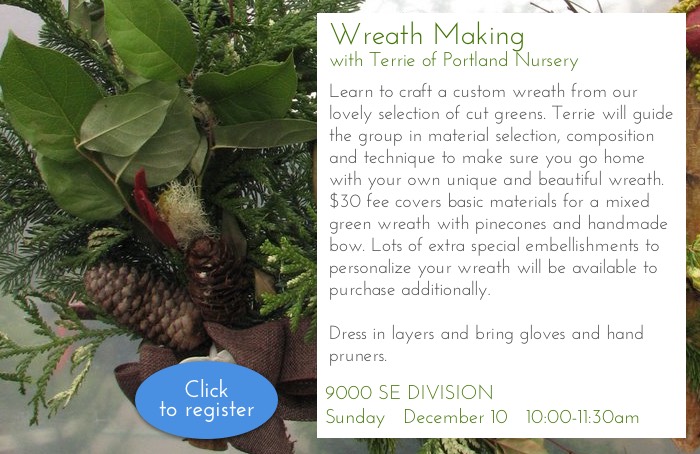 Wreath Making
with Terrie of Portland Nursery
Learn to craft a custom wreath from our
lovely selection of cut greens. Terrie will guide
the group in material selection, composition
and technique to make sure you go home
with your own unique and beautiful wreath.
$30 fee covers basic materials for a mixed
green wreath with pinecones and handmade
bow. Lots of extra special embellishments to
personalize your wreath will be available to
purchase additionally.
Dress in layers and bring gloves and hand
pruners.
9000 SE DIVISION
Sunday December 10 10:00-11:30am
Click
to register